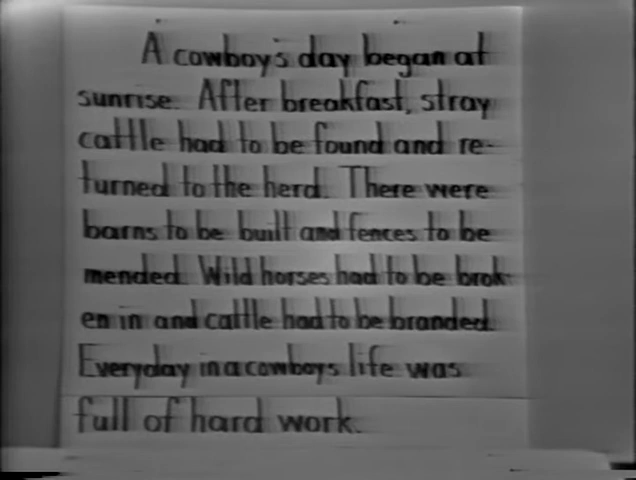 A cowboy's day began at
sunrise. After breakfast, stray
cattle had to be found and re-
turned to the herd. There were
barns to be built and fences to be
mended. Wild horses had to be brok-
en in and cattle had to be branded.
Everyday in a cowboys life was
full of hard work.